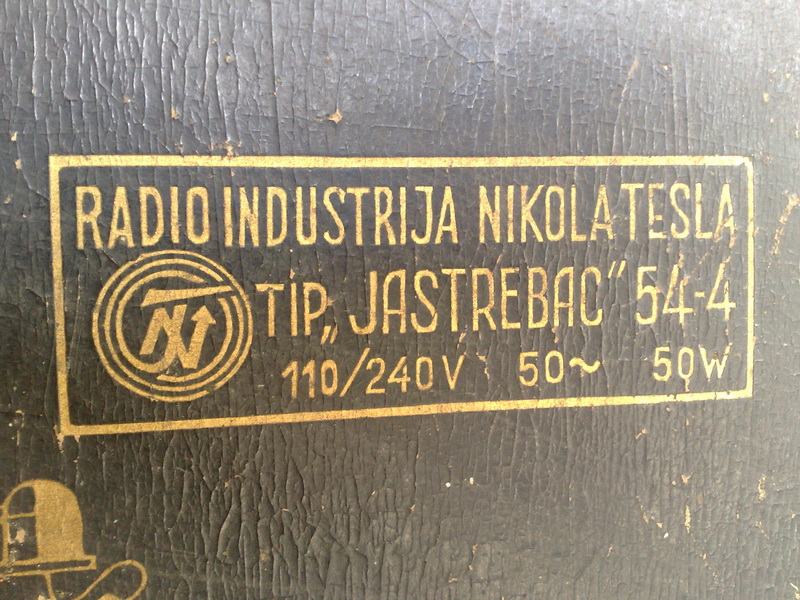 RADIO INDUSTRIJA NIKOLA TESLA
TIP „JASTREBAC" 54-4
110/240V 50~ 50W